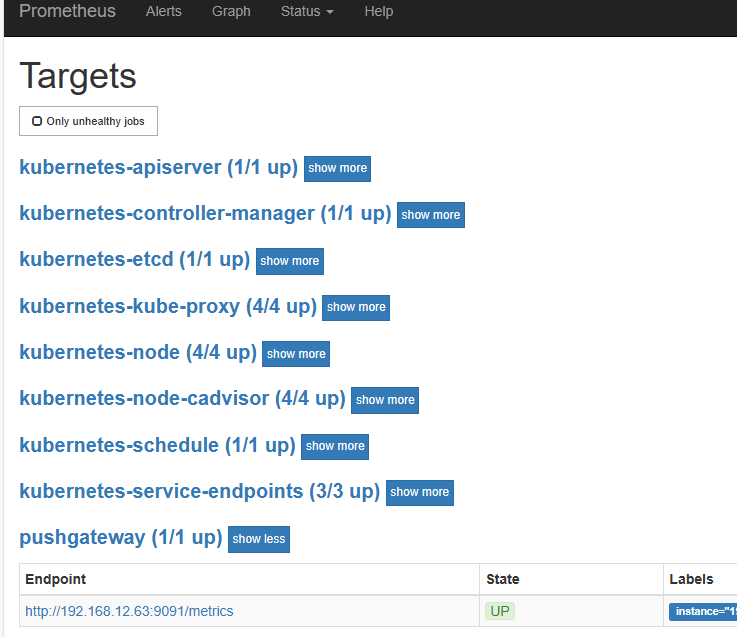 Prometheus Alerts Graph Status Help
Targets
Only unhealthy jobs
kubernetes-apiserver (1/1 up) show more
kubernetes-controller-manager (1/1 up) show more
kubernetes-etcd (1/1 up) show more
kubernetes-kube-proxy (4/4 up) show more
kubernetes-node (4/4 up) show more
kubernetes-node-cadvisor (4/4 up) show more
kubernetes-schedule (1/1 up) show more
kubernetes-service-endpoints (3/3 up) show more
pushgateway (1/1 up) show less
Endpoint State Labels
http://192.168.12.63:9091/metrics UP instance="19